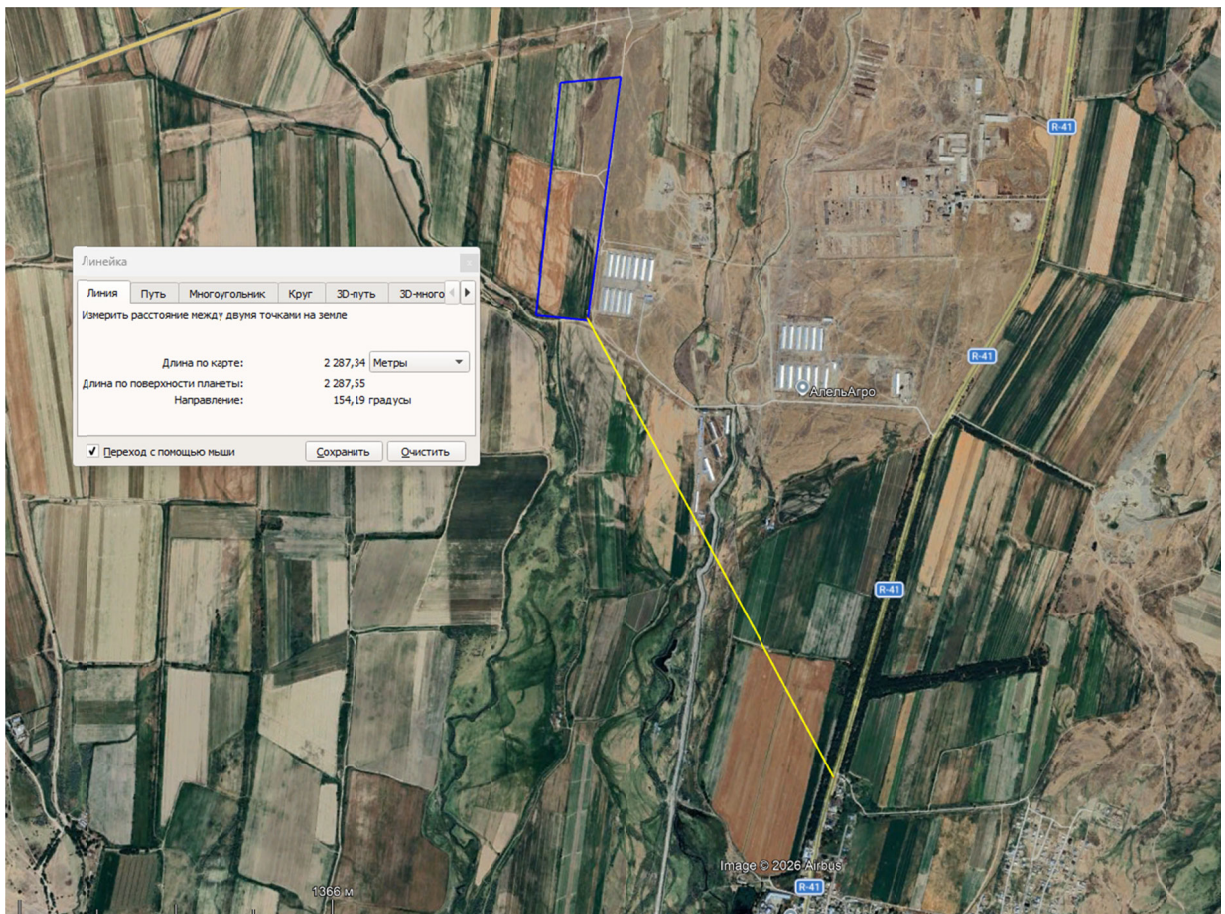 R-41
Линейка
Линия Путь Многоугольник Круг 3D-путь 3D-много
Измерить расстояние между двумя точками на земле
Длина по карте: 2 287,34 Метры
Длина по поверхности планеты: 2 287,55
Направление: 154,19 градусы
Переход с помощью мыши Сохранить Очистить
R-41
АпельАгро
R-41
Image © 2026 Airbus
1366 м
R-41